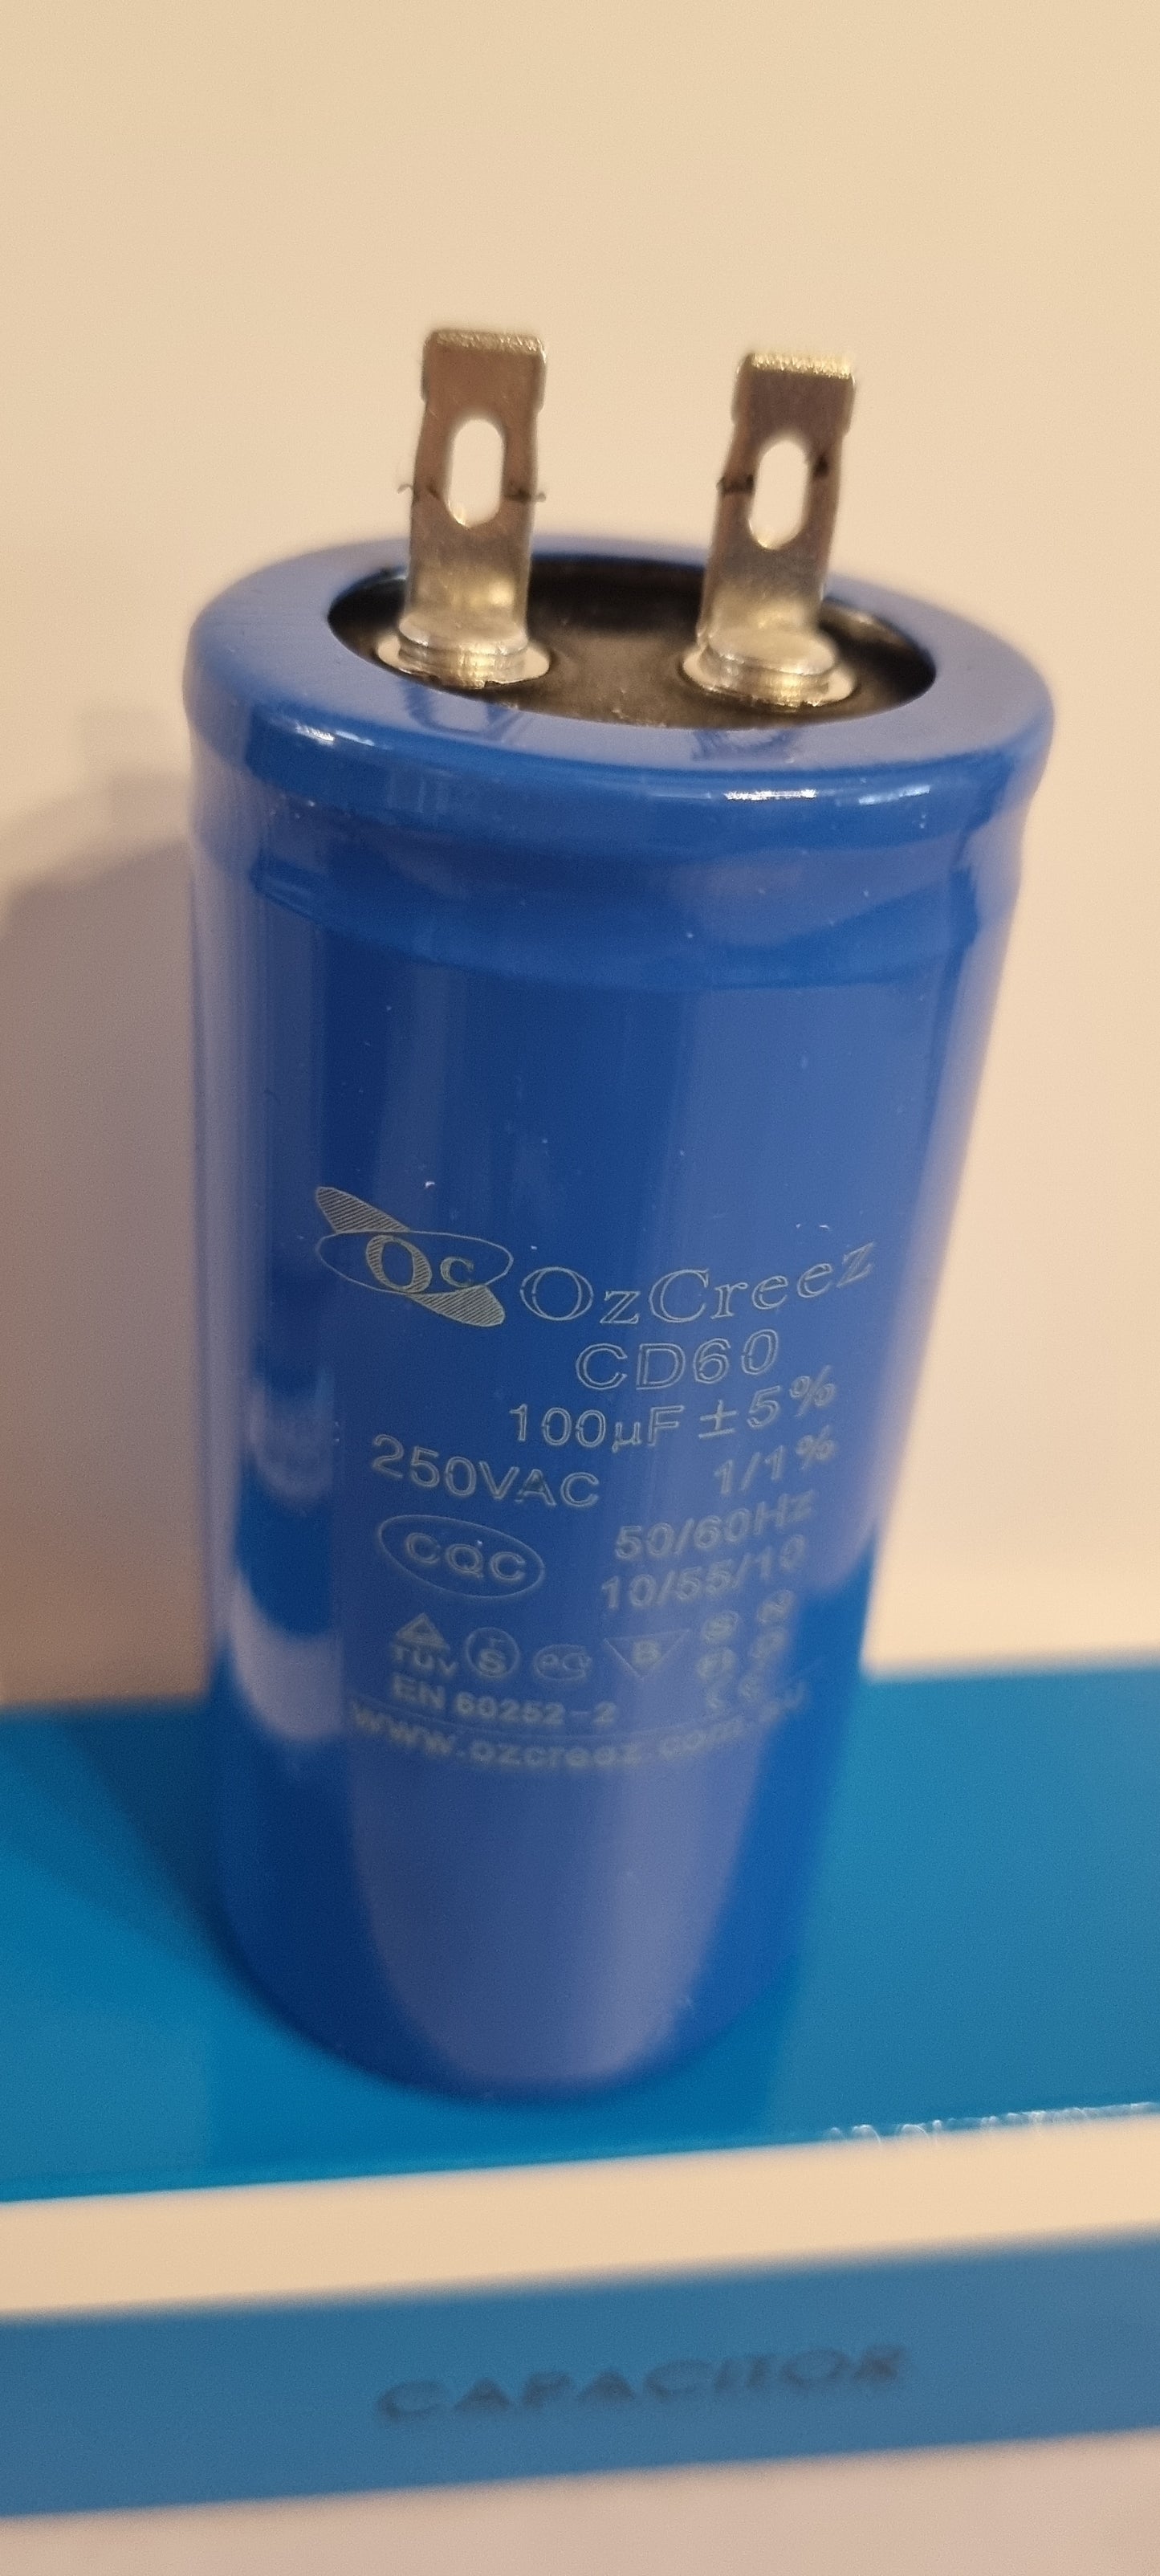 Oc OzCreez
CD60
100µF ±5%
250VAC 1/1%
CQC 50/60Hz
10/55/10
TÜV S B
EN 60252-2
www.ozcreez.com.au
CAPACITOR